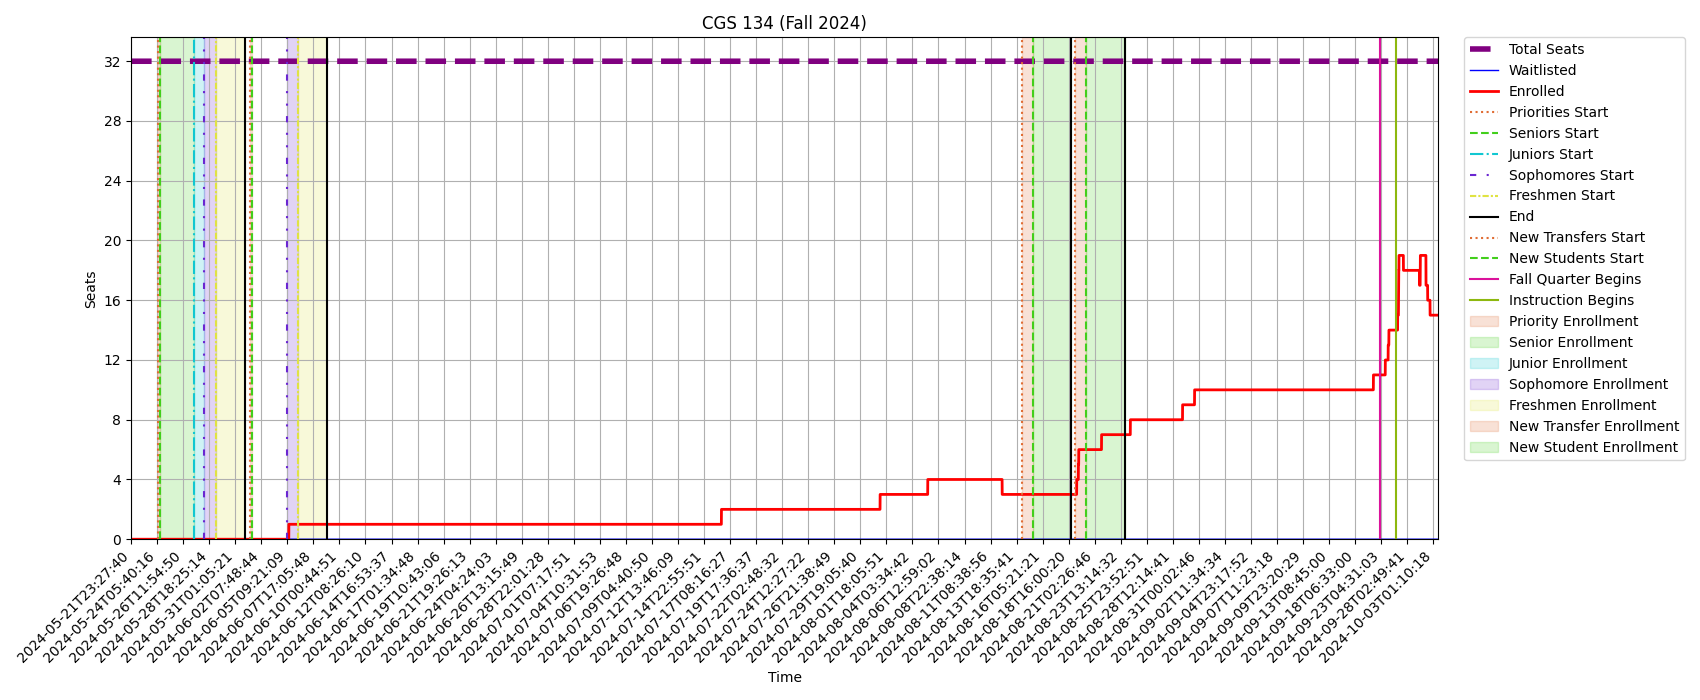 CGS 134 (Fall 2024)
Seats
32
28
24
20
16
12
8
4
0
2024-05-21T23:27:40
2024-05-24T05:40:16
2024-05-26T11:54:50
2024-05-28T18:25:14
2024-05-31T01:05:21
2024-06-02T07:48:44
2024-06-05T09:21:09
2024-06-07T17:05:48
2024-06-10T00:44:51
2024-06-12T08:26:10
2024-06-14T16:53:37
2024-06-17T01:34:48
2024-06-19T10:43:06
2024-06-21T19:26:13
2024-06-24T04:24:03
2024-06-26T13:15:49
2024-06-28T22:01:28
2024-07-01T07:17:51
2024-07-04T10:31:53
2024-07-06T19:26:48
2024-07-09T04:40:50
2024-07-12T13:46:09
2024-07-14T22:55:51
2024-07-17T08:16:27
2024-07-19T17:36:37
2024-07-22T02:48:32
2024-07-24T12:27:22
2024-07-26T21:38:49
2024-07-29T19:05:40
2024-08-01T18:05:51
2024-08-04T03:34:42
2024-08-06T12:59:02
2024-08-08T22:38:14
2024-08-11T08:38:56
2024-08-13T18:35:41
2024-08-16T05:21:21
2024-08-18T16:00:20
2024-08-21T02:26:46
2024-08-23T13:14:32
2024-08-25T23:52:51
2024-08-28T12:14:41
2024-08-31T00:02:46
2024-09-02T11:34:34
2024-09-04T23:17:52
2024-09-07T11:23:18
2024-09-09T23:20:29
2024-09-13T08:45:00
2024-09-18T06:33:00
2024-09-23T04:31:03
2024-09-28T02:49:41
2024-10-03T01:10:18
Time
Total Seats
Waitlisted
Enrolled
Priorities Start
Seniors Start
Juniors Start
Sophomores Start
Freshmen Start
End
New Transfers Start
New Students Start
Fall Quarter Begins
Instruction Begins
Priority Enrollment
Senior Enrollment
Junior Enrollment
Sophomore Enrollment
Freshmen Enrollment
New Transfer Enrollment
New Student Enrollment